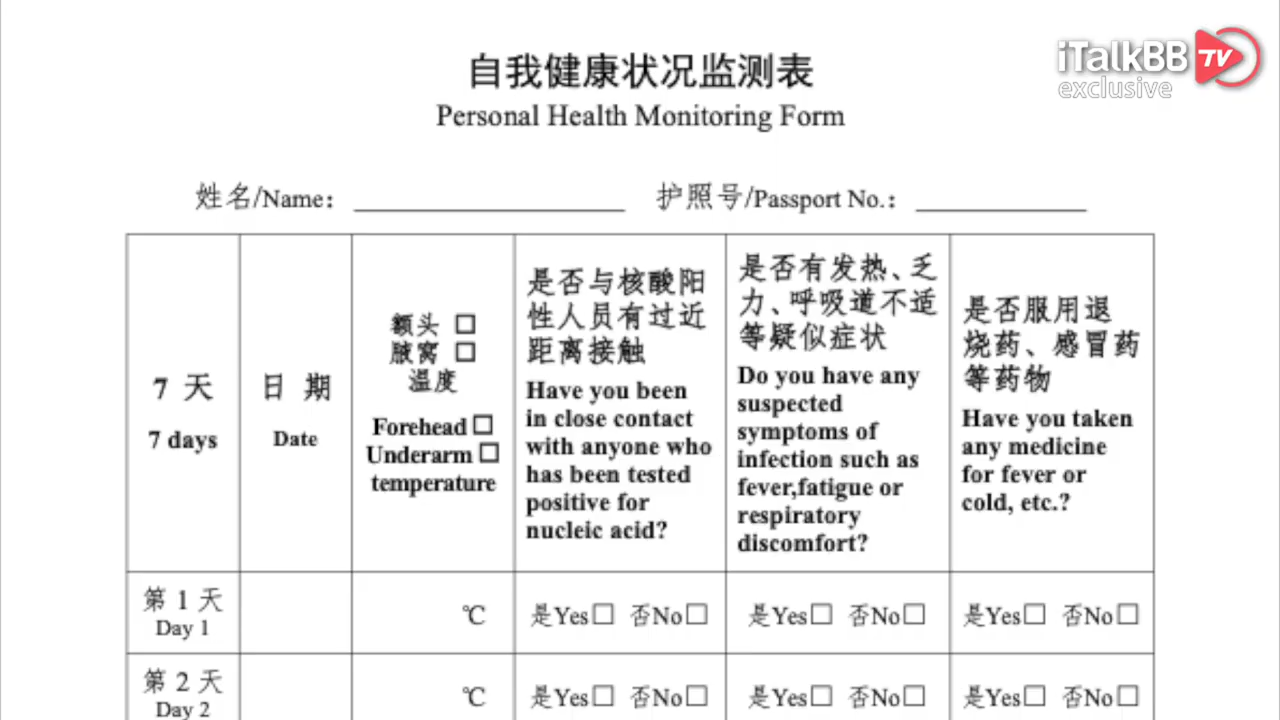 iTalkBB TV
exclusive
自我健康状况监测表
Personal Health Monitoring Form
姓名/Name: 护照号/Passport No.:
7 天
7 days
日 期
Date
额头 □
腋窝 □
温度
Forehead □
Underarm □
temperature
是否与核酸阳
性人员有过近
距离接触
Have you been
in close contact
with anyone who
has been tested
positive for
nucleic acid?
是否有发热、乏
力、呼吸道不适
等疑似症状
Do you have any
suspected
symptoms of
infection such as
fever,fatigue or
respiratory
discomfort?
是否服用退
烧药、感冒药
等药物
Have you taken
any medicine
for fever or
cold, etc.?
第 1 天
Day 1
℃
是Yes□ 否No□
是Yes□ 否No□
是Yes□ 否No□
第 2 天
Day 2
℃
是Yes□ 否No□
是Yes□ 否No□
是Yes□ 否No□